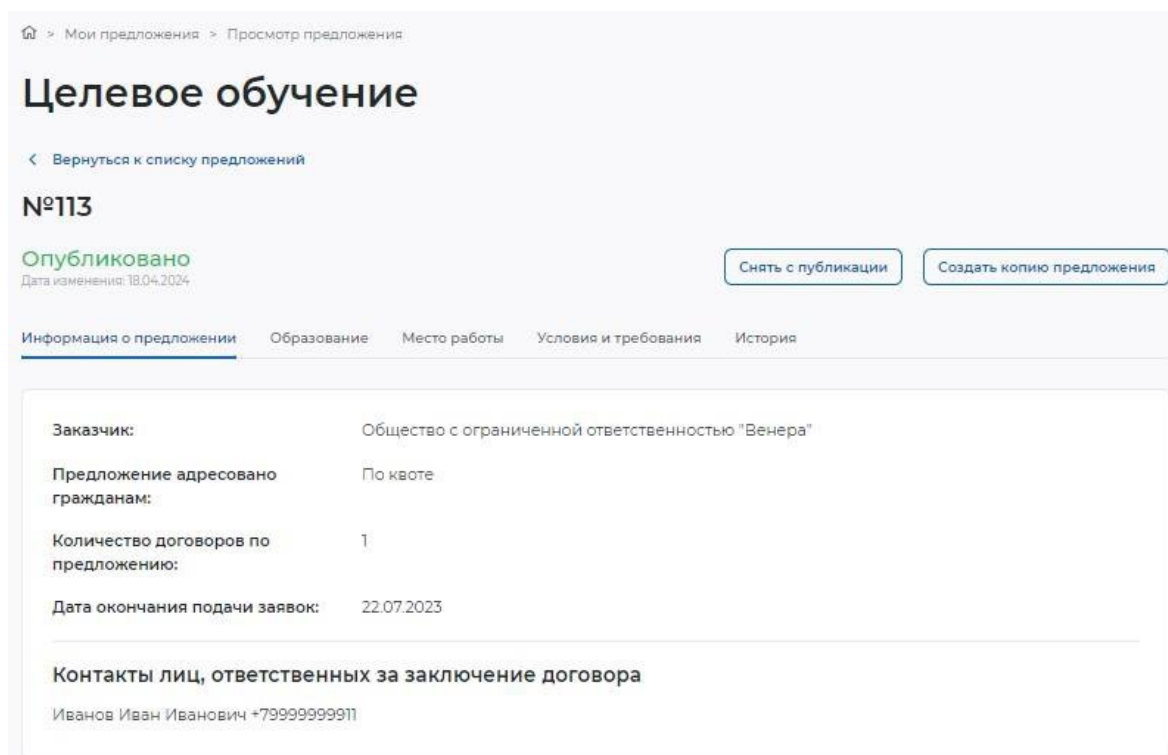 > Мои предложения > Просмотр предложения
Целевое обучение
< Вернуться к списку предложений
№113
Опубликовано
Дата изменения: 18.04.2024
Снять с публикации
Создать копию предложения
Информация о предложении Образование Место работы Условия и требования История
Заказчик: Общество с ограниченной ответственностью "Венера"
Предложение адресовано По квоте
гражданам:
Количество договоров по 1
предложению:
Дата окончания подачи заявок: 22.07.2023
Контакты лиц, ответственных за заключение договора
Иванов Иван Иванович +79999999911